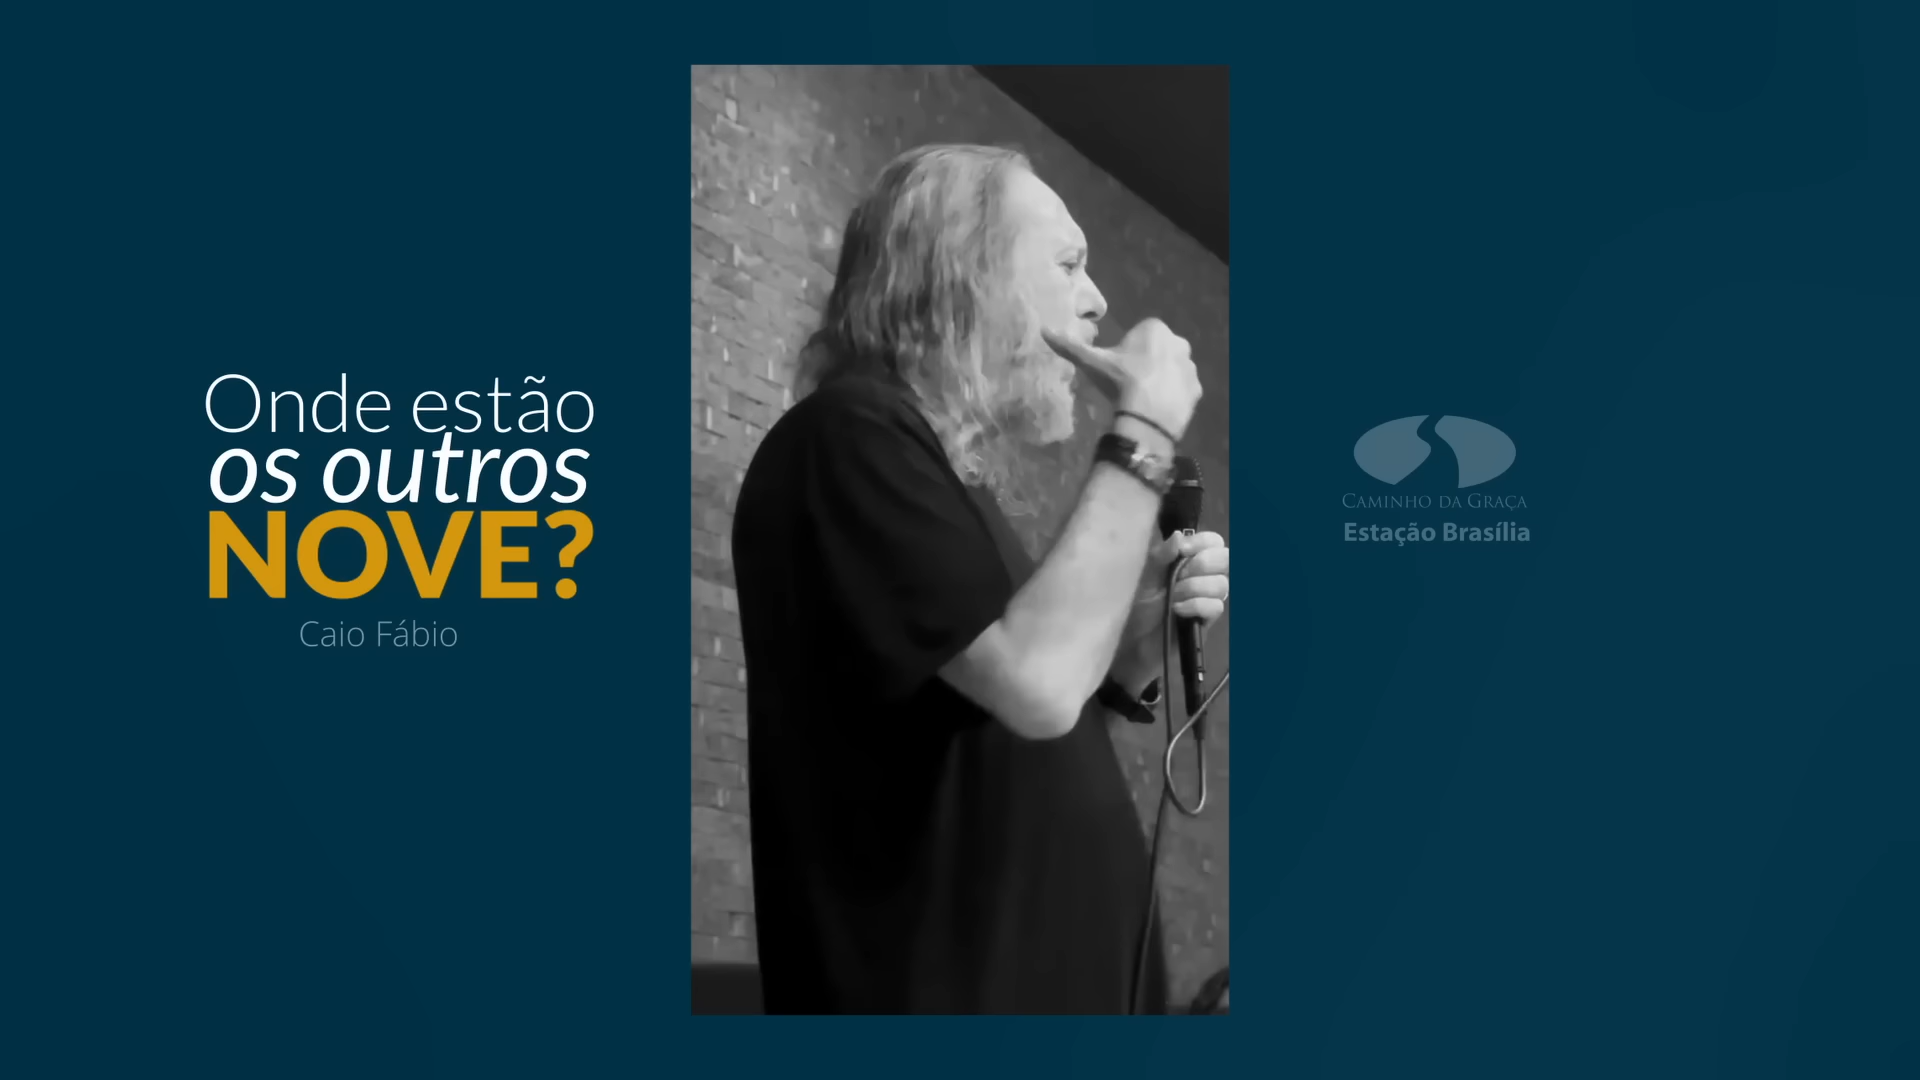 Onde estão
os outros
NOVE?
Caio Fábio
CAMINHO DA GRAÇA
Estação Brasília